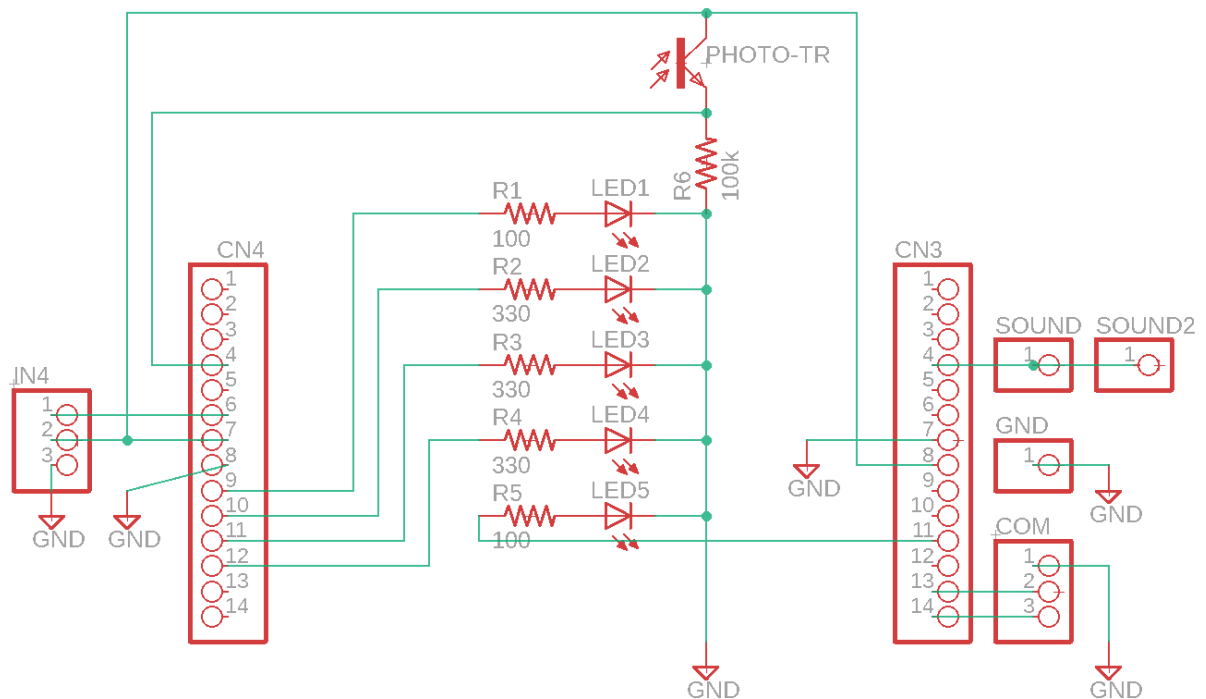 PHOTO-TR
R6
100k
R1
LED1
100
R2
LED2
330
R3
LED3
330
R4
LED4
330
R5
LED5
100
CN4
1
2
3
4
5
6
7
8
9
10
11
12
13
14
IN4
1
2
3
GND
GND
CN3
1
2
3
4
5
6
7
8
9
10
11
12
13
14
SOUND
1
SOUND2
1
GND
1
GND
GND
COM
1
2
3
GND
GND